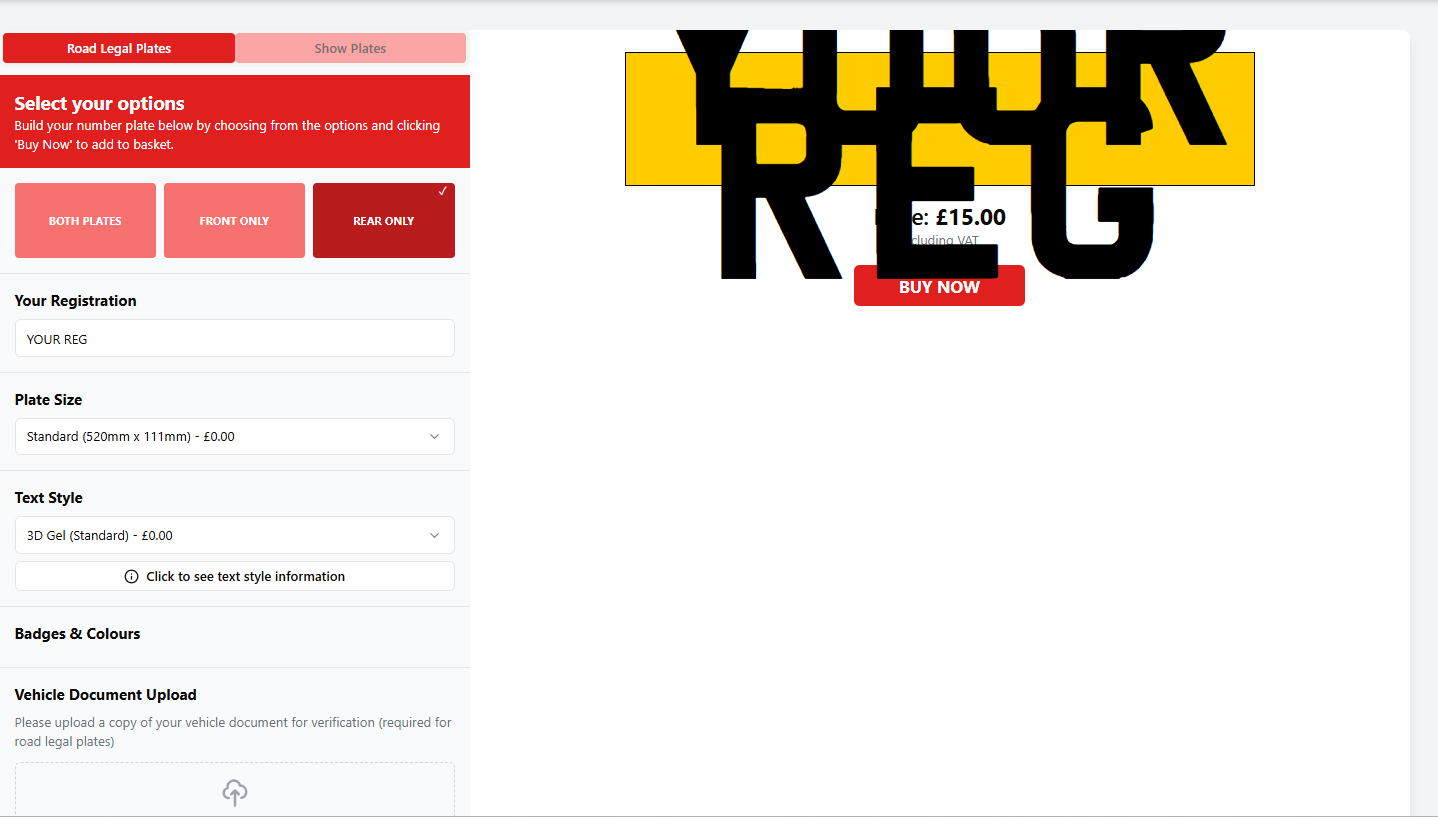 Road Legal Plates
Show Plates
Select your options
Build your number plate below by choosing from the options and clicking
'Buy Now' to add to basket.
BOTH PLATES
FRONT ONLY
REAR ONLY
Your Registration
YOUR REG
Plate Size
Standard (520mm x 111mm) - £0.00
Text Style
3D Gel (Standard) - £0.00
Click to see text style information
Badges & Colours
Vehicle Document Upload
Please upload a copy of your vehicle document for verification (required for
road legal plates)
YOUR
REG
£15.00
VAT
BUY NOW